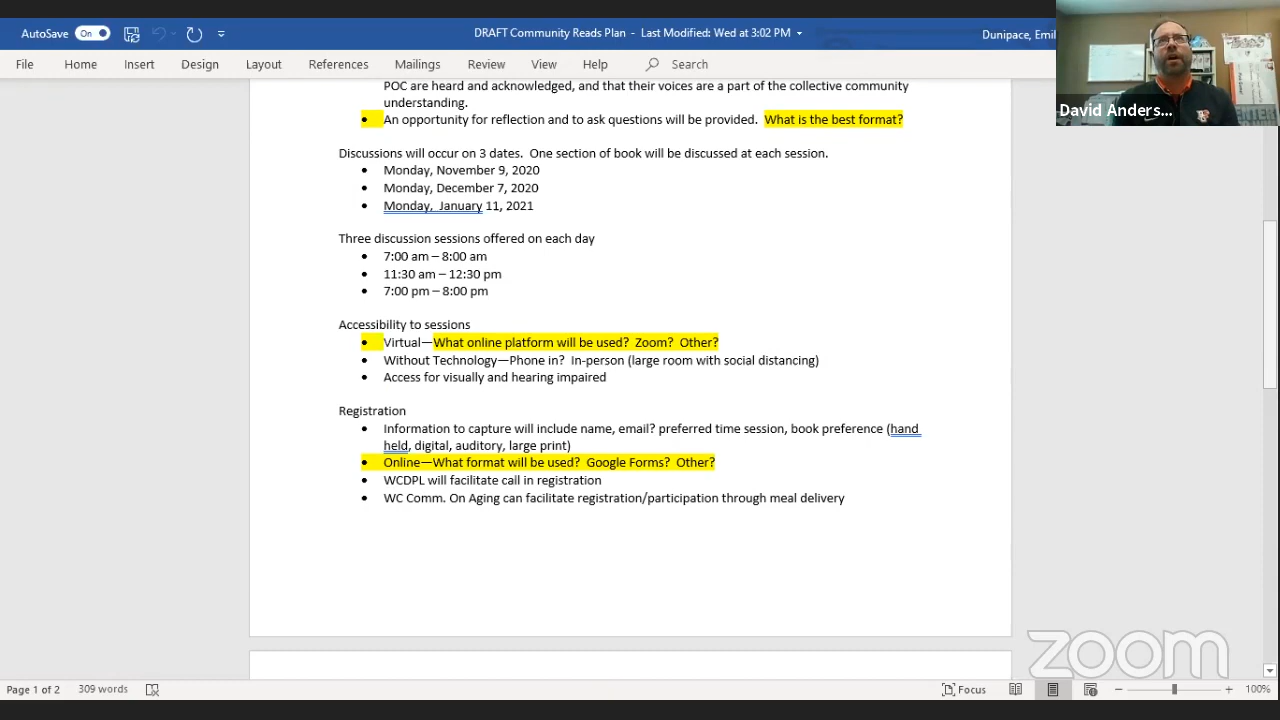 AutoSave On DRAFT Community Reads Plan - Last Modified: Wed at 3:02 PM Dunipace, Emil
File Home Insert Design Layout References Mailings Review View Help Search
David Anders...
POC are heard and acknowledged, and that their voices are a part of the collective community
understanding.
• An opportunity for reflection and to ask questions will be provided. What is the best format?
Discussions will occur on 3 dates. One section of book will be discussed at each session.
• Monday, November 9, 2020
• Monday, December 7, 2020
• Monday, January 11, 2021
Three discussion sessions offered on each day
• 7:00 am – 8:00 am
• 11:30 am – 12:30 pm
• 7:00 pm – 8:00 pm
Accessibility to sessions
• Virtual—What online platform will be used? Zoom? Other?
• Without Technology—Phone in? In-person (large room with social distancing)
• Access for visually and hearing impaired
Registration
• Information to capture will include name, email? preferred time session, book preference (hand
held, digital, auditory, large print)
• Online—What format will be used? Google Forms? Other?
• WCDPL will facilitate call in registration
• WC Comm. On Aging can facilitate registration/participation through meal delivery
zoom
Page 1 of 2 309 words Focus 100%